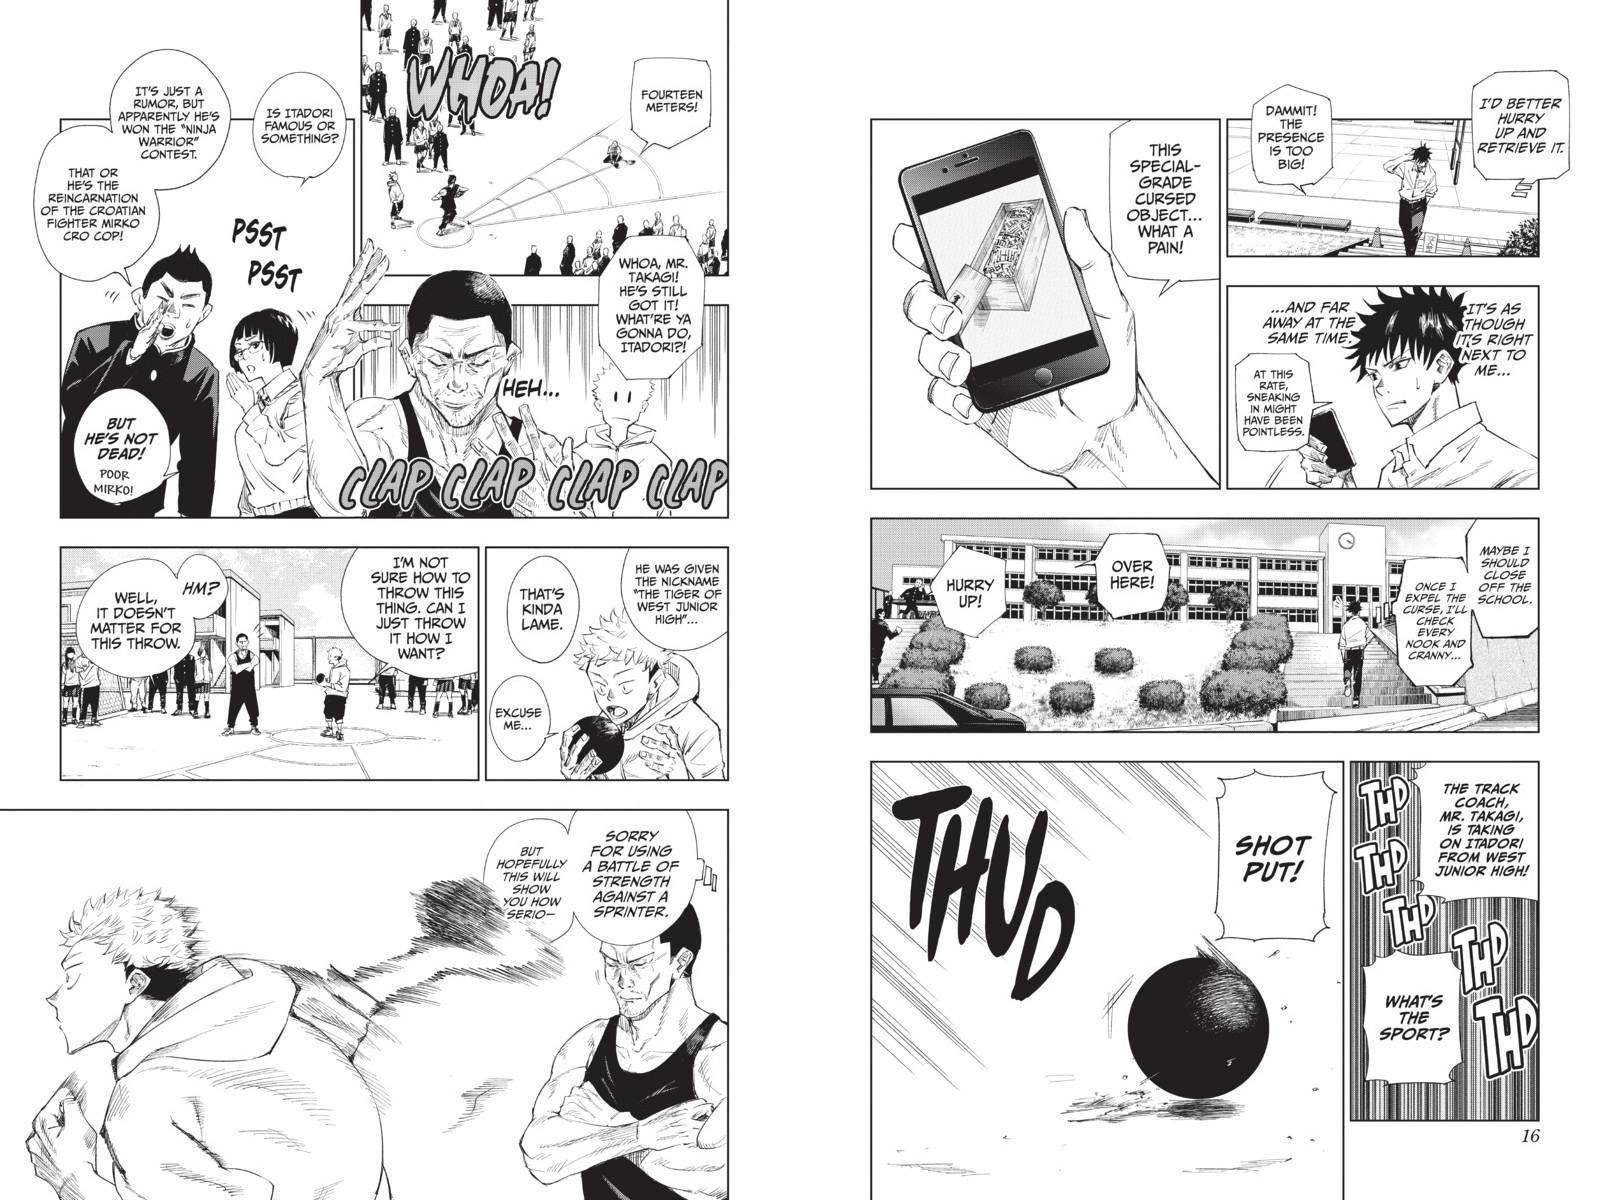 I'D BETTER
HURRY
UP AND
RETRIEVE IT.
DAMMIT!
THE
PRESENCE
IS TOO
BIG!
THIS
SPECIAL-
GRADE
CURSED
OBJECT...
WHAT A
PAIN!
IT'S AS
THOUGH
IT'S RIGHT
NEXT TO
ME...
...AND FAR
AWAY AT THE
SAME TIME.
AT THIS
RATE,
SNEAKING
IN MIGHT
HAVE BEEN
POINTLESS.
MAYBE I
SHOULD
CLOSE
OFF THE
SCHOOL.
ONCE I
EXPEL THE
CURSE, I'LL
CHECK
EVERY
NOOK AND
CRANNY...
OVER
HERE!
HURRY
UP!
THE TRACK
COACH,
MR. TAKAGI,
IS TAKING
ON ITADORI
FROM WEST
JUNIOR HIGH!
THD
THD
THD
THD
THD
WHAT'S
THE
SPORT?
SHOT
PUT!
THUD
16
FOURTEEN
METERS!
WHOA!
WHOA, MR.
TAKAGI!
HE'S STILL
GOT IT!
WHAT'RE YA
GONNA DO,
ITADORI?!
HEH...
CLAP CLAP CLAP CLAP
IS ITADORI
FAMOUS OR
SOMETHING?
IT'S JUST A
RUMOR, BUT
APPARENTLY HE'S
WON THE "NINJA
WARRIOR"
CONTEST.
THAT OR
HE'S THE
REINCARNATION
OF THE CROATIAN
FIGHTER MIRKO
CRO COP!
PSST
PSST
BUT
HE'S NOT
DEAD!
POOR
MIRKO!
HE WAS GIVEN
THE NICKNAME
"THE TIGER OF
WEST JUNIOR
HIGH"...
THAT'S
KINDA
LAME.
EXCUSE
ME...
I'M NOT
SURE HOW TO
THROW THIS
THING. CAN I
JUST THROW
IT HOW I
WANT?
HM?
WELL,
IT DOESN'T
MATTER FOR
THIS THROW.
SORRY
FOR USING
A BATTLE OF
STRENGTH
AGAINST A
SPRINTER.
BUT
HOPEFULLY
THIS WILL
SHOW
YOU HOW
SERIO—